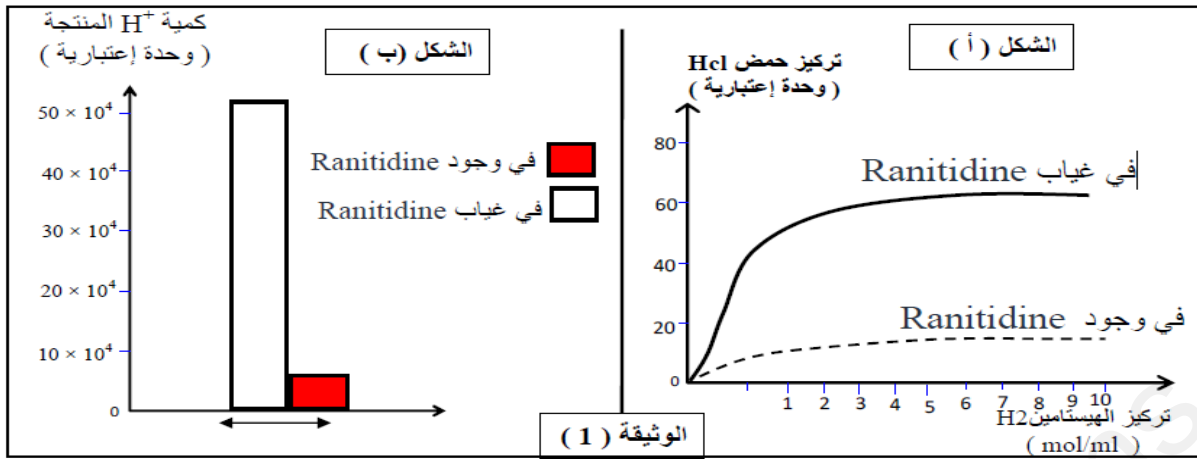 الشكل ( أ )
تركيز حمض Hcl
( وحدة إعتبارية )
80
60
40
20
0
في غياب Ranitidine
في وجود Ranitidine
1 2 3 4 5 6 7 8 9 10
تركيز الهيستامين H2
( mol/ml )
الشكل (ب )
كمية H⁺ المنتجة
( وحدة إعتبارية )
50 × 10⁴
40 × 10⁴
30 × 10⁴
20 × 10⁴
10 × 10⁴
0
في وجود Ranitidine
في غياب Ranitidine
الوثيقة ( 1 )